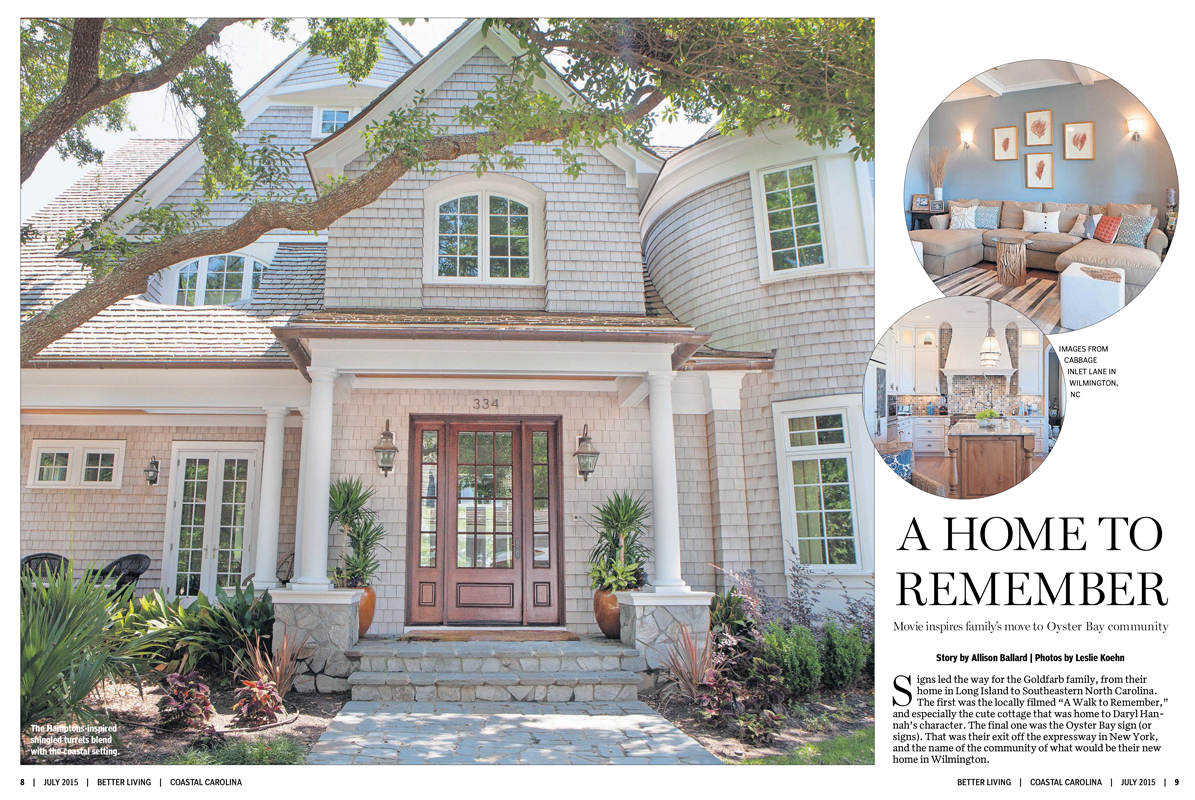 334
The Hamptons-inspired
shingled turrets blend
with the coastal setting.
8 | JULY 2015 | BETTER LIVING | COASTAL CAROLINA
IMAGES FROM
CABBAGE
INLET LANE IN
WILMINGTON,
NC
A HOME TO
REMEMBER
Movie inspires family's move to Oyster Bay community
Story by Allison Ballard | Photos by Leslie Koehn
Signs led the way for the Goldfarb family, from their
home in Long Island to Southeastern North Carolina.
The first was the locally filmed “A Walk to Remember,”
and especially the cute cottage that was home to Daryl Han-
nah's character. The final one was the Oyster Bay sign (or
signs). That was their exit off the expressway in New York,
and the name of the community of what would be their new
home in Wilmington.
BETTER LIVING | COASTAL CAROLINA | JULY 2015 | 9